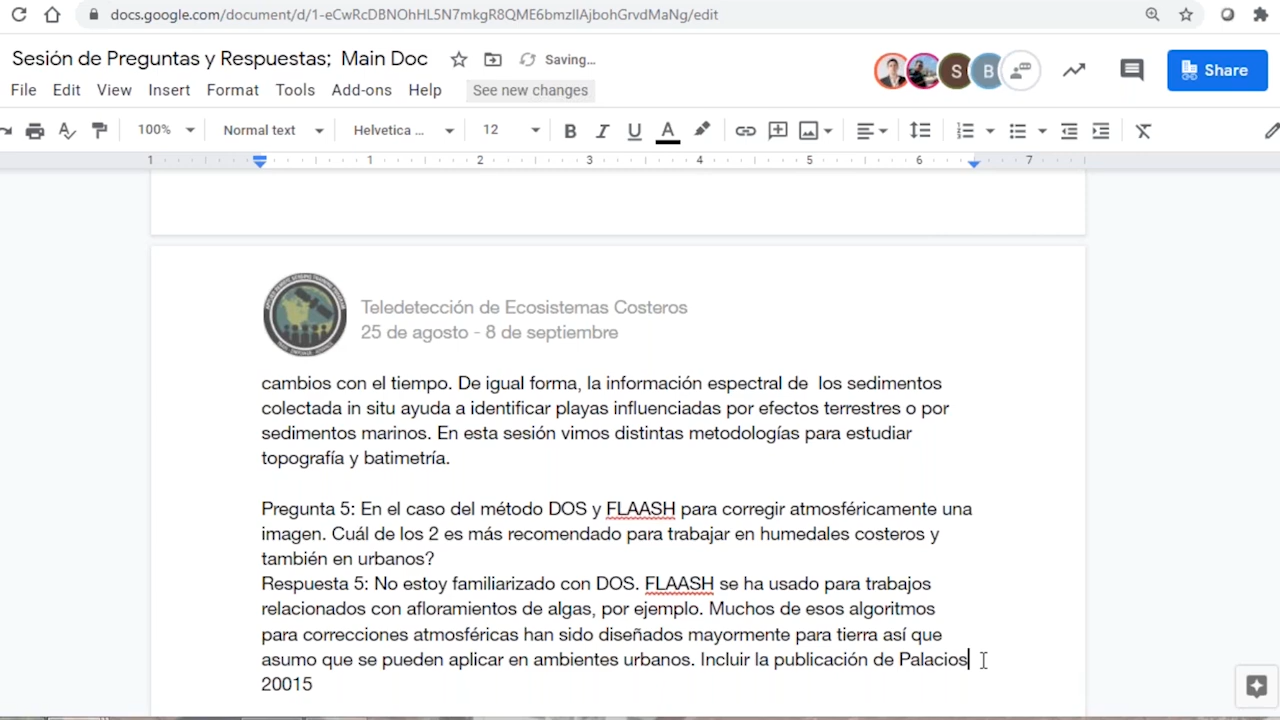 docs.google.com/document/d/1-eCwRcDBNOhHL5N7mkgR8QME6bmzlIAjbohGrvdMaNg/edit
Sesión de Preguntas y Respuestas; Main Doc
Saving...
S
B
Share
File Edit View Insert Format Tools Add-ons Help See new changes
100% Normal text Helvetica ... 12 B I U A
1 1 2 3 4 5 6 7
Teledetección de Ecosistemas Costeros
25 de agosto - 8 de septiembre
cambios con el tiempo. De igual forma, la información espectral de  los sedimentos
colectada in situ ayuda a identificar playas influenciadas por efectos terrestres o por
sedimentos marinos. En esta sesión vimos distintas metodologías para estudiar
topografía y batimetría.
Pregunta 5: En el caso del método DOS y FLAASH para corregir atmosféricamente una
imagen. Cuál de los 2 es más recomendado para trabajar en humedales costeros y
también en urbanos?
Respuesta 5: No estoy familiarizado con DOS. FLAASH se ha usado para trabajos
relacionados con afloramientos de algas, por ejemplo. Muchos de esos algoritmos
para correcciones atmosféricas han sido diseñados mayormente para tierra así que
asumo que se pueden aplicar en ambientes urbanos. Incluir la publicación de Palacios
20015